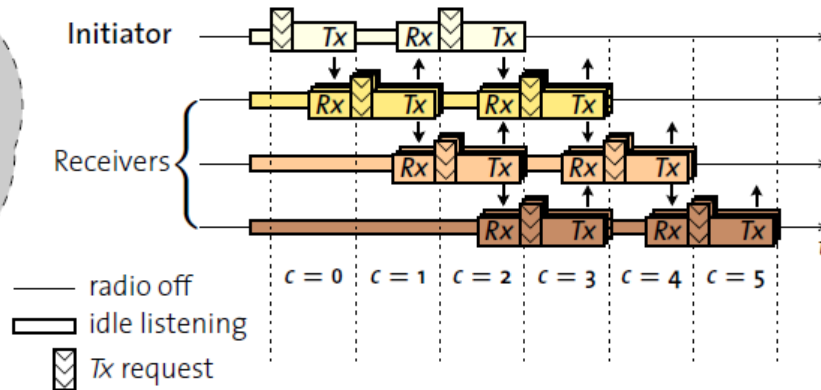 Initiator
Tx
Rx
Tx
Rx
Tx
Rx
Tx
Receivers
Rx
Tx
Rx
Tx
Rx
Tx
Rx
Tx
c = 0
c = 1
c = 2
c = 3
c = 4
c = 5
radio off
idle listening
Tx request